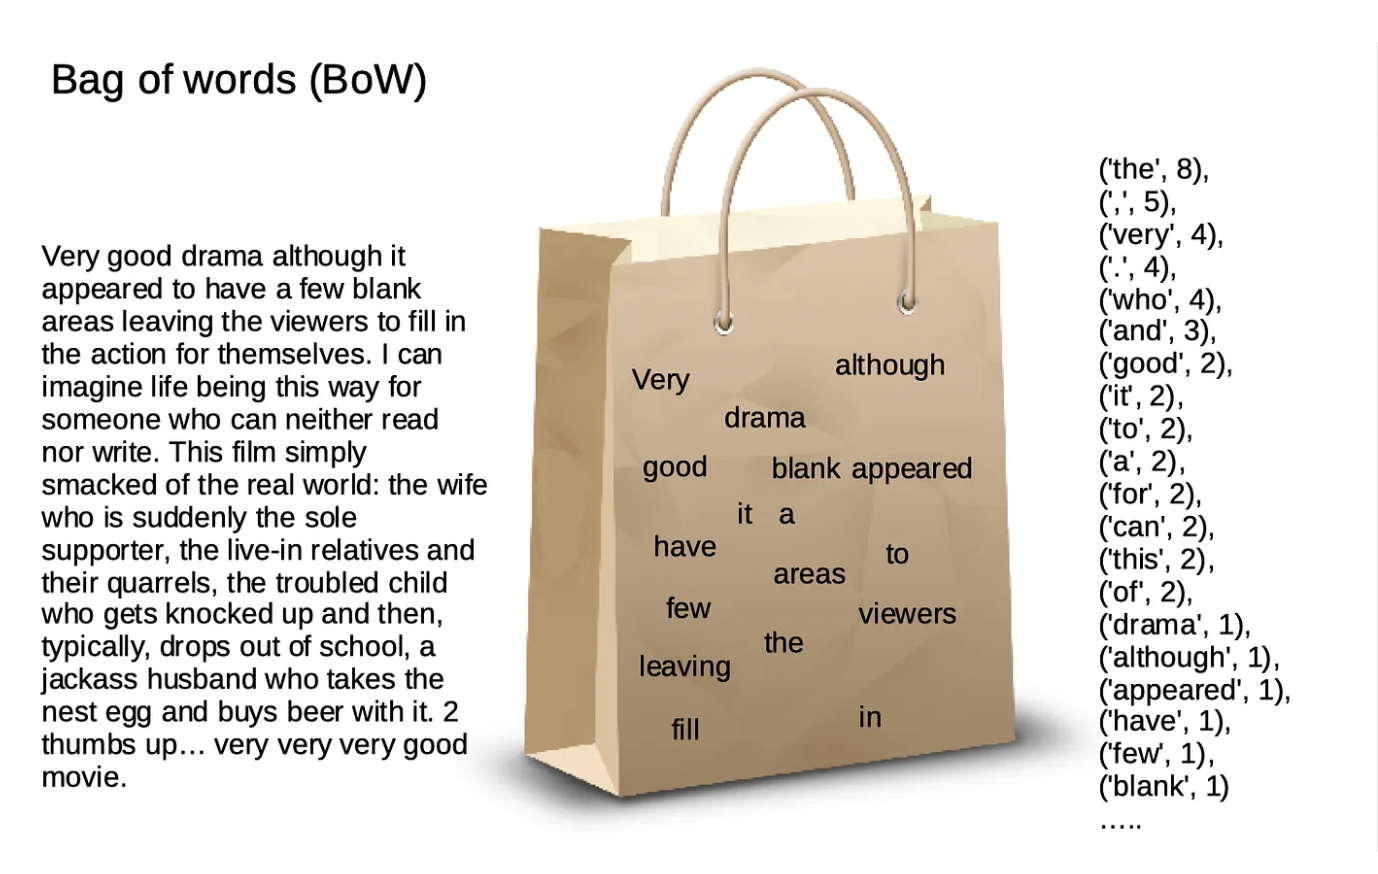 Bag of words (BoW)
Very good drama although it
appeared to have a few blank
areas leaving the viewers to fill in
the action for themselves. I can
imagine life being this way for
someone who can neither read
nor write. This film simply
smacked of the real world: the wife
who is suddenly the sole
supporter, the live-in relatives and
their quarrels, the troubled child
who gets knocked up and then,
typically, drops out of school, a
jackass husband who takes the
nest egg and buys beer with it. 2
thumbs up… very very very good
movie.
Very
although
drama
good
blank appeared
it a
have
to
areas
few
viewers
the
leaving
in
fill
('the', 8),
(',', 5),
('very', 4),
('.', 4),
('who', 4),
('and', 3),
('good', 2),
('it', 2),
('to', 2),
('a', 2),
('for', 2),
('can', 2),
('this', 2),
('of', 2),
('drama', 1),
('although', 1),
('appeared', 1),
('have', 1),
('few', 1),
('blank', 1)
…..